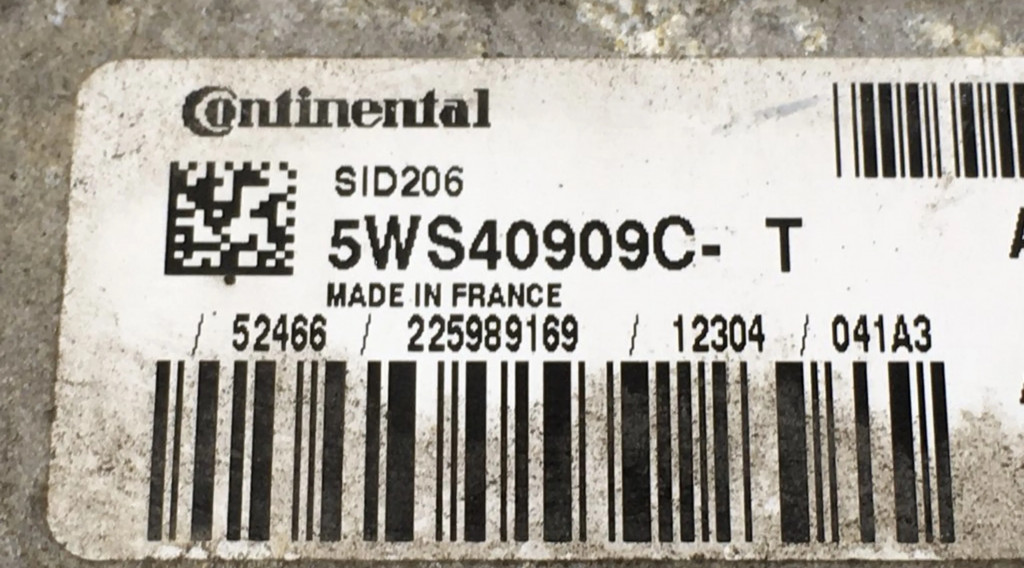 Continental
SID206
5WS40909C- T
MADE IN FRANCE
/ 52466 / 225989169 / 12304 / 041A3